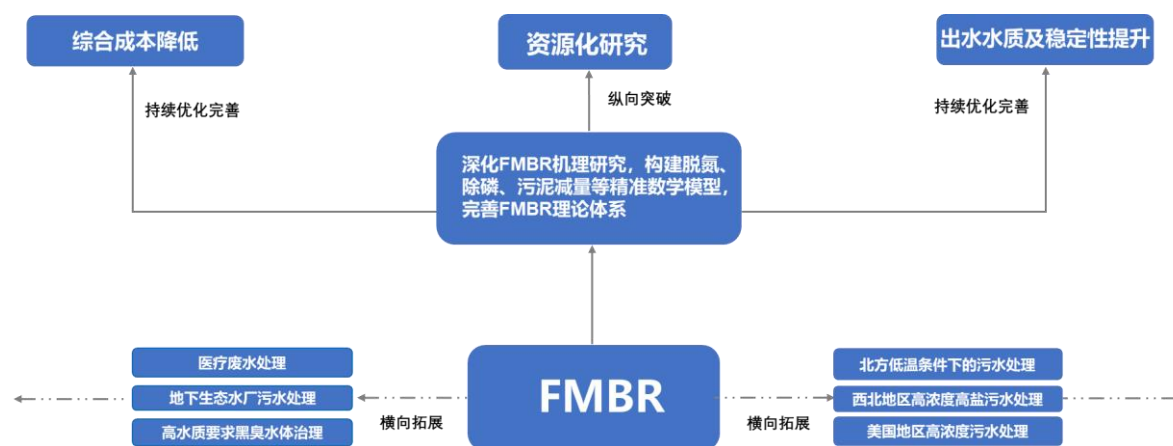 综合成本降低
资源化研究
出水水质及稳定性提升
持续优化完善
纵向突破
持续优化完善
深化FMBR机理研究，构建脱氮、
除磷、污泥减量等精准数学模型，
完善FMBR理论体系
医疗废水处理
地下生态水厂污水处理
高水质要求黑臭水体治理
横向拓展
FMBR
横向拓展
北方低温条件下的污水处理
西北地区高浓度高盐污水处理
美国地区高浓度污水处理